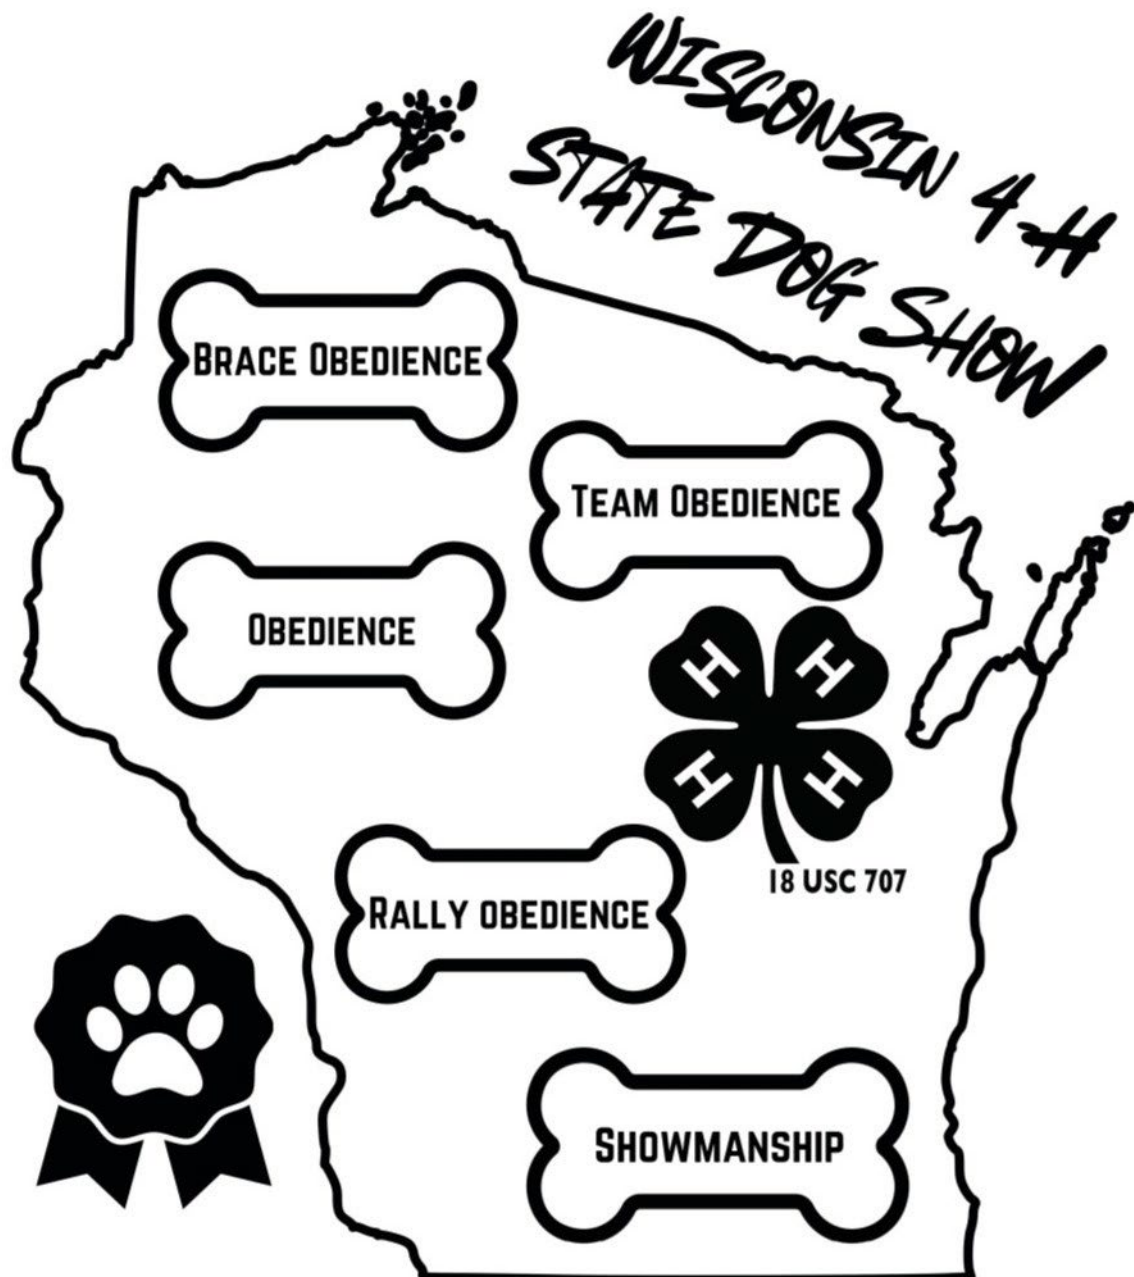 WISCONSIN 4-H
STATE DOG SHOW
BRACE OBEDIENCE
TEAM OBEDIENCE
OBEDIENCE
H H
H H
18 USC 707
RALLY OBEDIENCE
SHOWMANSHIP